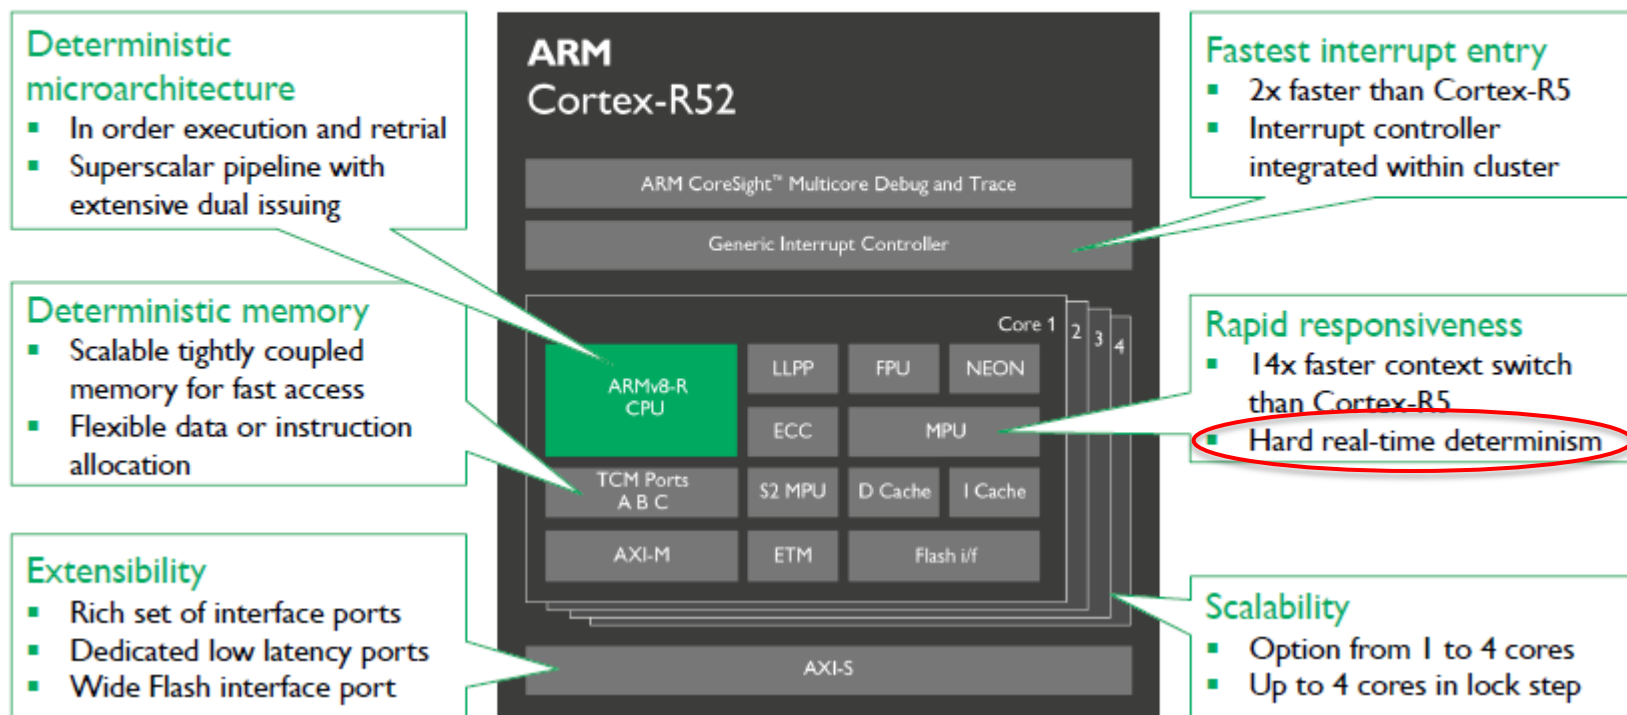 Deterministic
microarchitecture
▪ In order execution and retrial
▪ Superscalar pipeline with
extensive dual issuing
Deterministic memory
▪ Scalable tightly coupled
memory for fast access
▪ Flexible data or instruction
allocation
Extensibility
▪ Rich set of interface ports
▪ Dedicated low latency ports
▪ Wide Flash interface port
ARM
Cortex-R52
ARM CoreSight™ Multicore Debug and Trace
Generic Interrupt Controller
Core 1
2
3
4
ARMv8-R
CPU
LLPP
FPU
NEON
ECC
MPU
TCM Ports
A B C
S2 MPU
D Cache
I Cache
AXI-M
ETM
Flash i/f
AXI-S
Fastest interrupt entry
▪ 2x faster than Cortex-R5
▪ Interrupt controller
integrated within cluster
Rapid responsiveness
▪ 14x faster context switch
than Cortex-R5
▪ Hard real-time determinism
Scalability
▪ Option from 1 to 4 cores
▪ Up to 4 cores in lock step